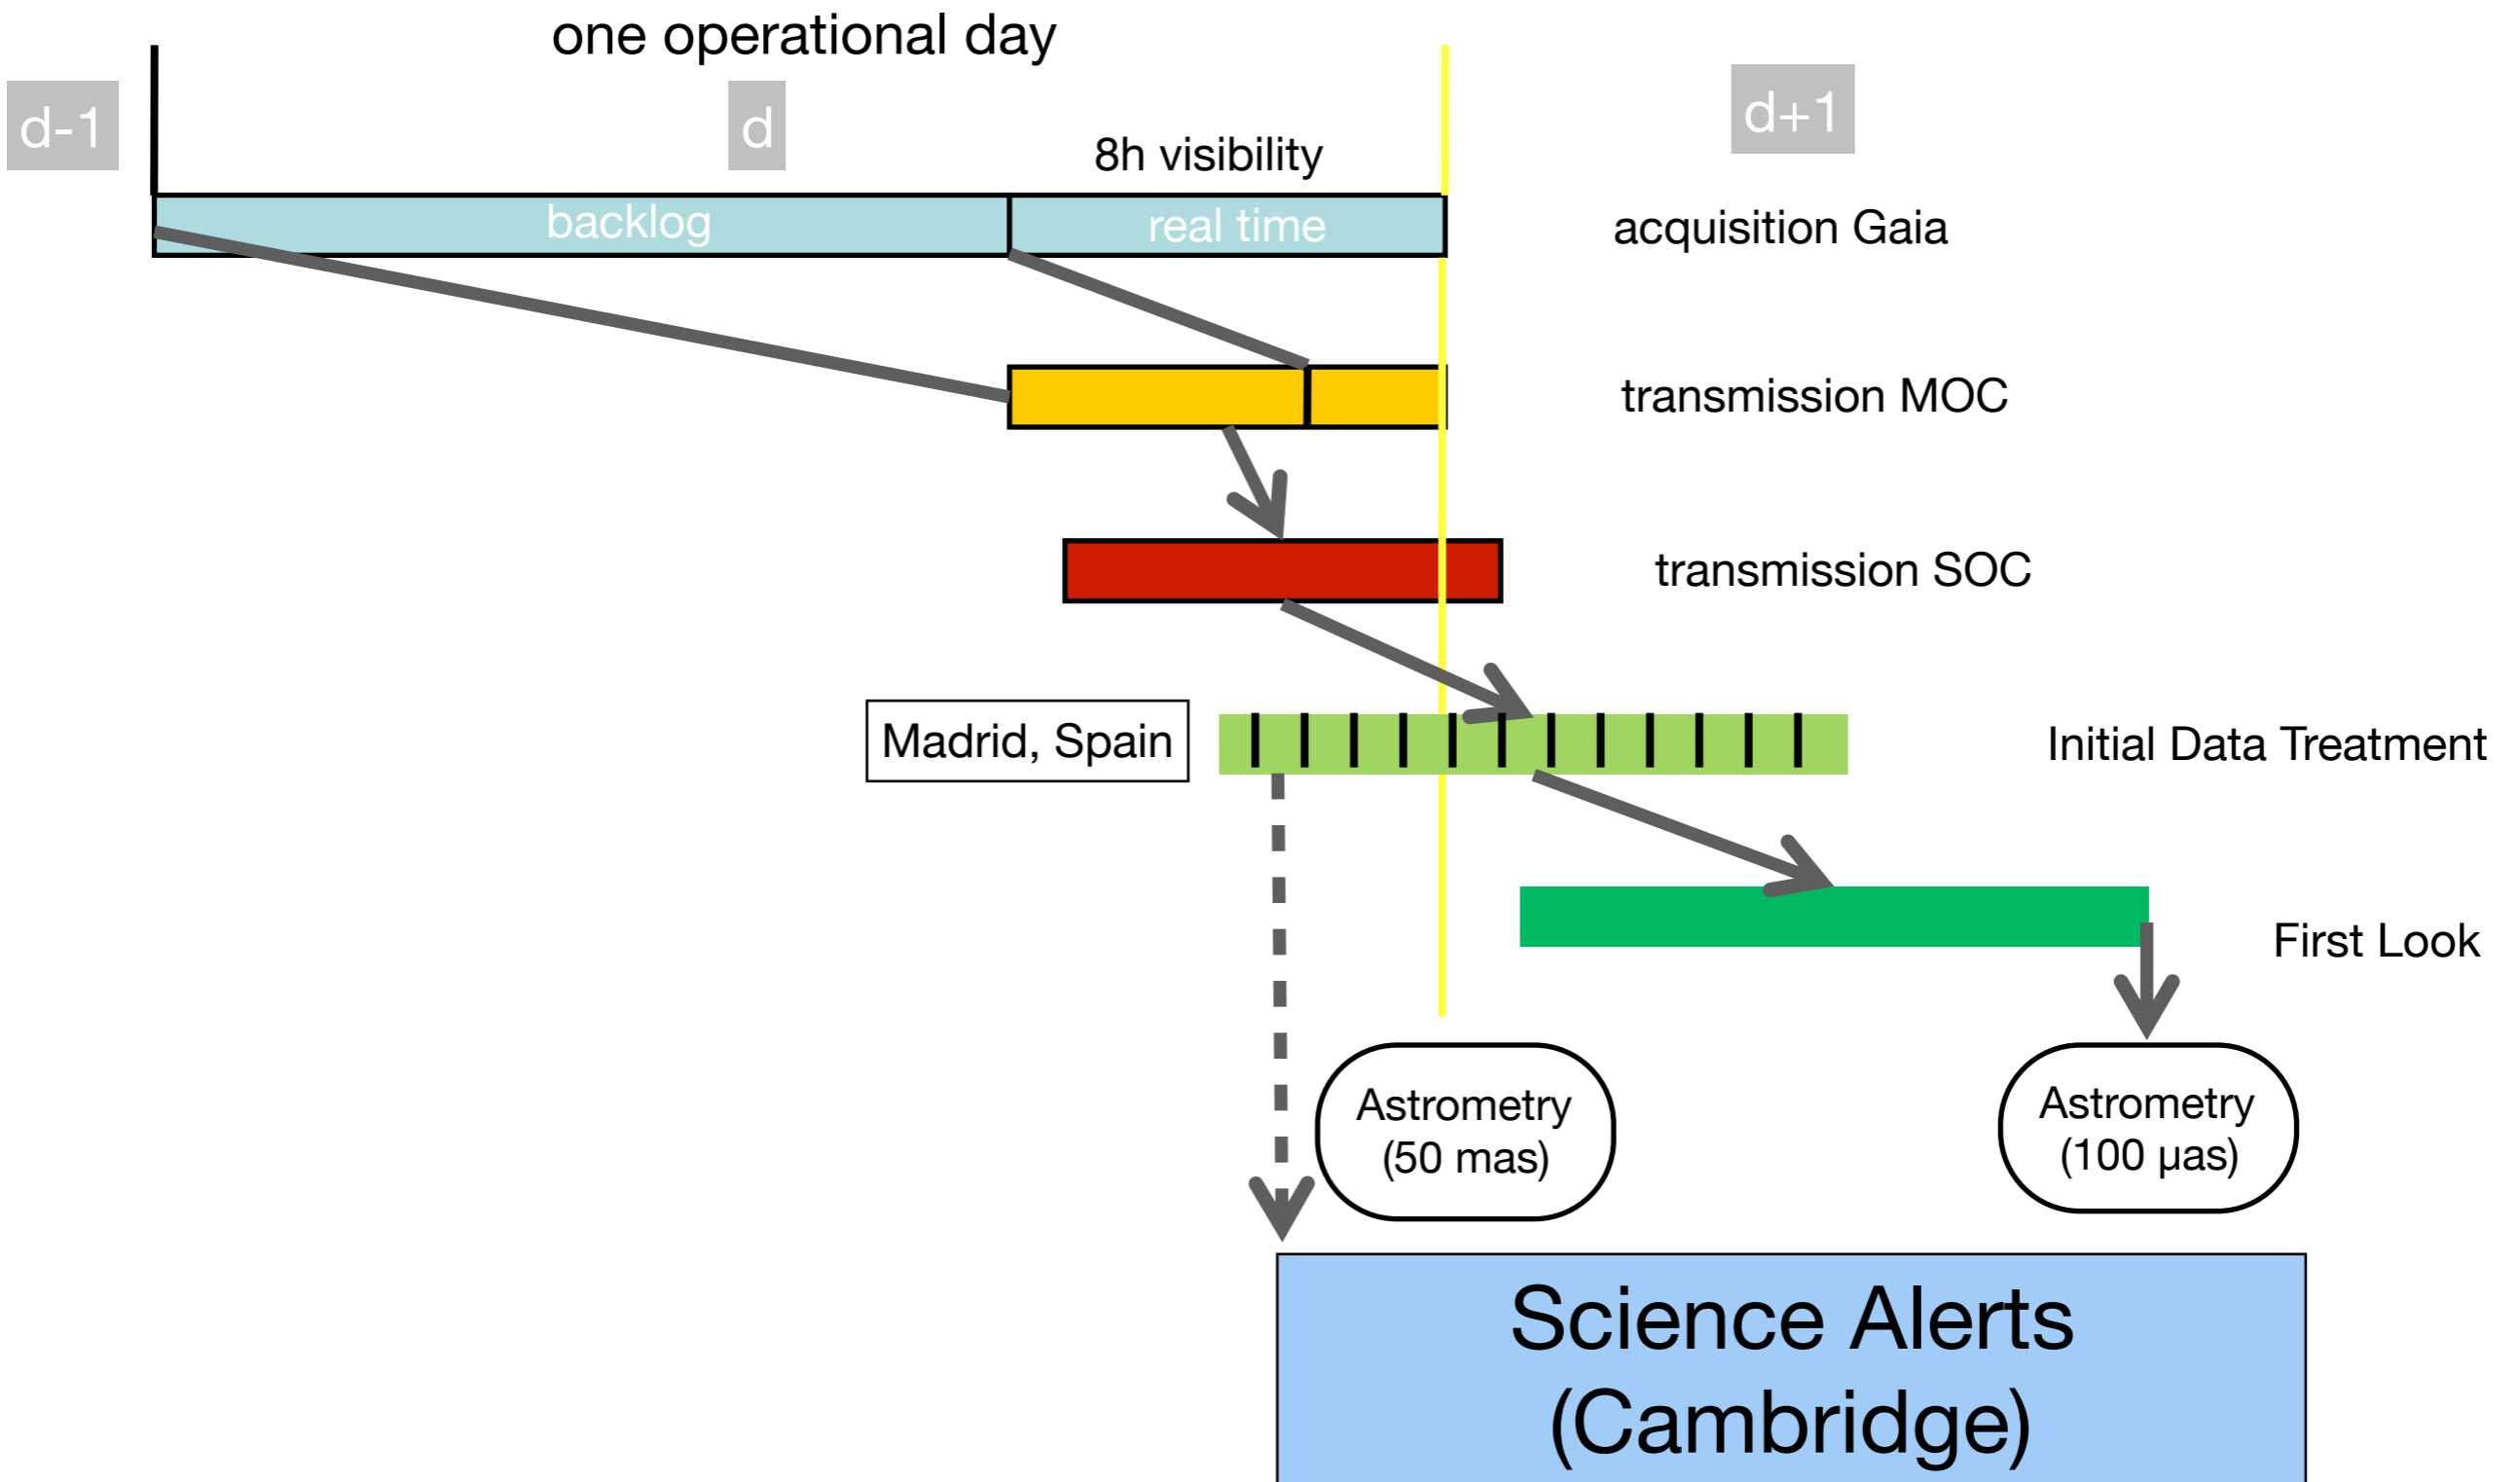 one operational day
d-1
d
d+1
8h visibility
backlog
real time
acquisition Gaia
transmission MOC
transmission SOC
Madrid, Spain
Initial Data Treatment
First Look
Astrometry
(50 mas)
Astrometry
(100 µas)
Science Alerts
(Cambridge)